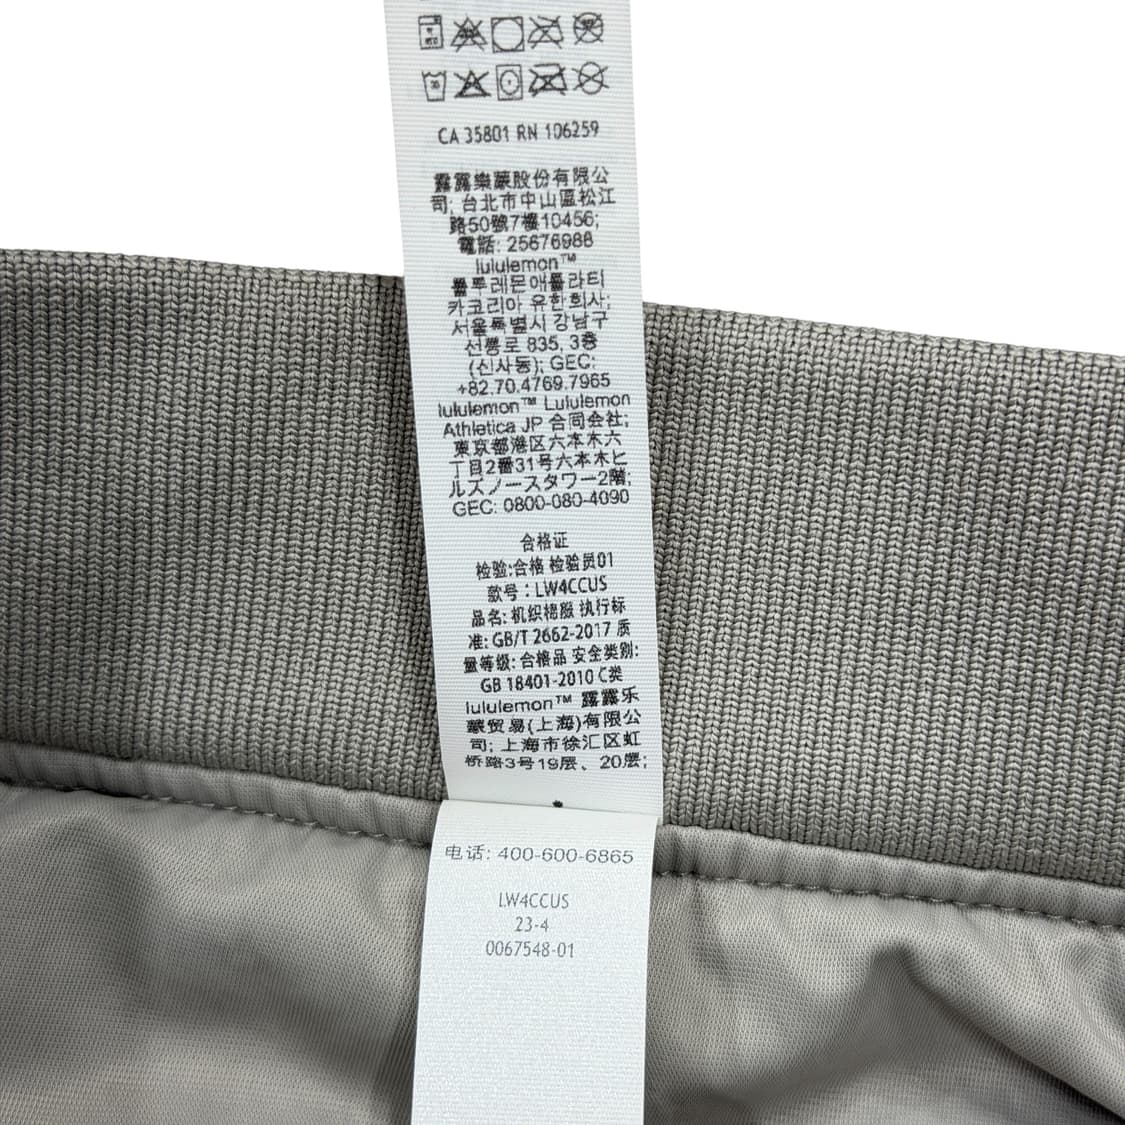 CA 35801 RN 106259
露露樂蒙股份有限公
司; 台北市中山區松江
路50號7樓10456;
電話: 25676988
lululemon™
룰루레몬애틀라티
카코리아 유한회사;
서울특별시 강남구
선릉로 835, 3층
(신사동); GEC:
+82.70.4769.7965
lululemon™ Lululemon
Athletica JP 合同会社;
東京都港区六本木六
丁目2番31号六本木ヒ
ルズノースタワー2階;
GEC: 0800-080-4090
合格证
检验:合格 检验员01
款号：LW4CCUS
品名: 机织棉服 执行标
准: GB/T 2662-2017 质
量等级: 合格品 安全类别:
GB 18401-2010 C类
lululemon™ 露露乐
蒙贸易(上海)有限公
司; 上海市徐汇区虹
桥路3号19层、20层;
电话: 400-600-6865
LW4CCUS
23-4
0067548-01